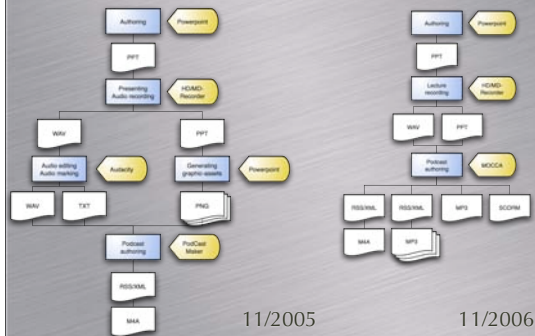 Authoring
Powerpoint
PPT
Presenting
Audio recording
HD/MD-
Recorder
WAV
PPT
Audio editing
Audio marking
Audacity
Generating
graphic assets
Powerpoint
WAV
TXT
PNG
Podcast
authoring
PodCast
Maker
RSS/XML
M4A
11/2005
Authoring
Powerpoint
PPT
Lecture
recording
HD/MD-
Recorder
WAV
PPT
Podcast
authoring
MOCCA
RSS/XML
RSS/XML
MP3
SCORM
M4A
MP3
11/2006